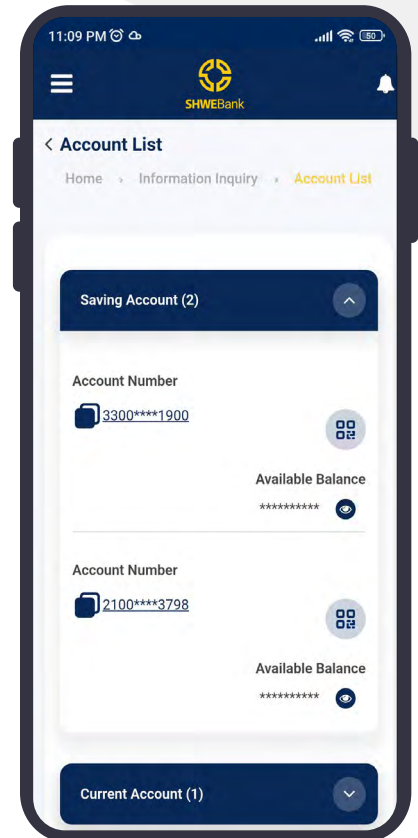 11:09 PM 50
SHWEBank
Account List
Home › Information Inquiry › Account List
Saving Account (2)
Account Number
3300****1900
Available Balance
**********
Account Number
2100****3798
Available Balance
**********
Current Account (1)